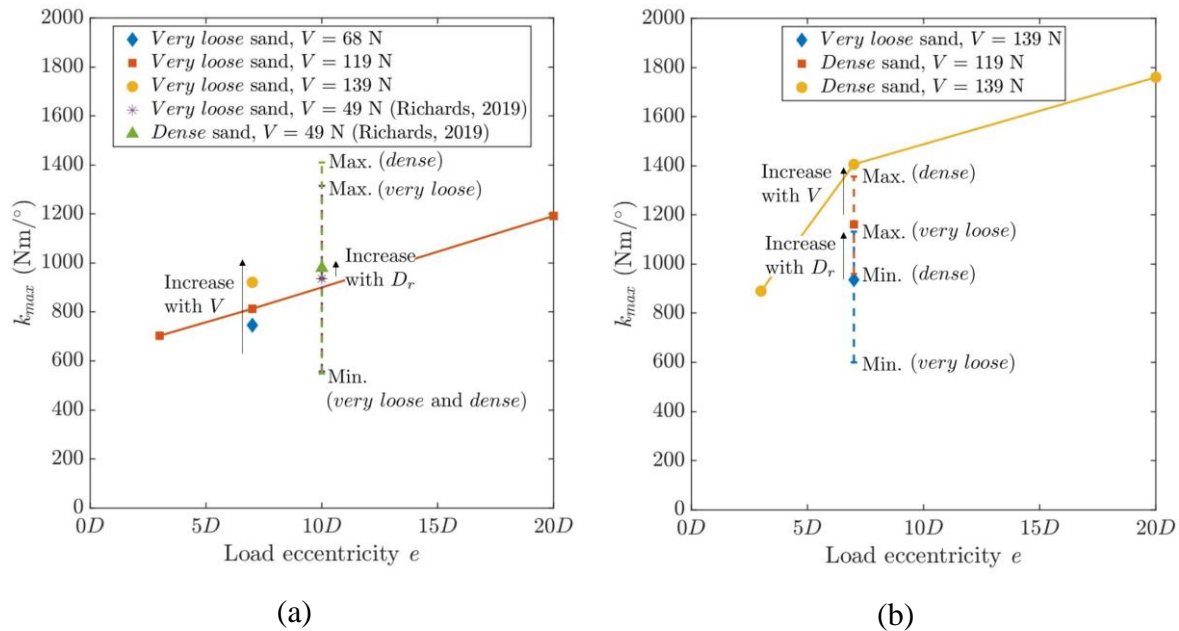 2000
1800
1600
1400
1200
1000
800
600
400
200
0
k_max (Nm/°)
Very loose sand, V = 68 N
Very loose sand, V = 119 N
Very loose sand, V = 139 N
Very loose sand, V = 49 N (Richards, 2019)
Dense sand, V = 49 N (Richards, 2019)
Max. (dense)
Max. (very loose)
Increase
with D_r
Increase
with V
Min.
(very loose and dense)
0D
5D
10D
15D
20D
Load eccentricity e
(a)
2000
1800
1600
1400
1200
1000
800
600
400
200
0
k_max (Nm/°)
Very loose sand, V = 139 N
Dense sand, V = 119 N
Dense sand, V = 139 N
Increase
with V
Max. (dense)
Max. (very loose)
Increase
with D_r
Min. (dense)
Min. (very loose)
0D
5D
10D
15D
20D
Load eccentricity e
(b)